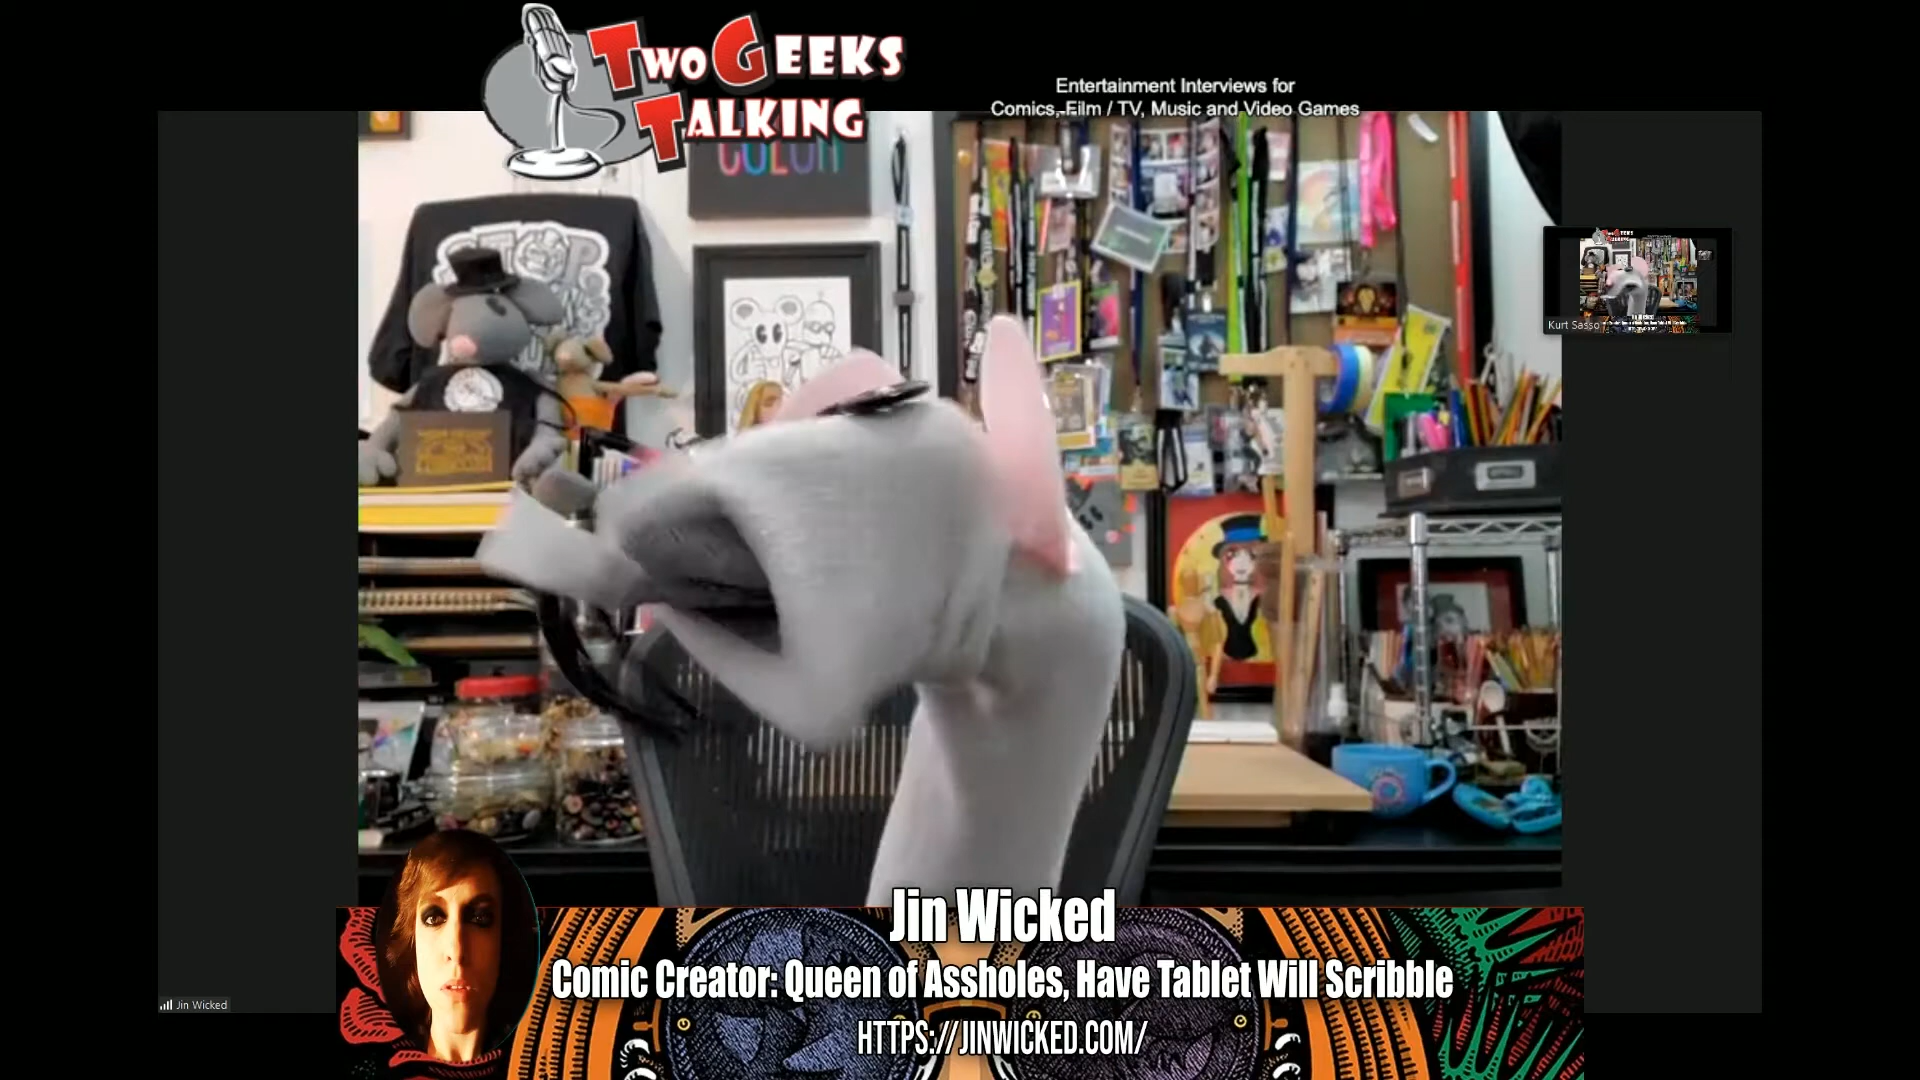 TWO GEEKS
TALKING
Entertainment Interviews for
Comics, Film / TV, Music and Video Games
COLOR
STOP
Kurt Sasso
Jin Wicked
Jin Wicked
Comic Creator: Queen of Assholes, Have Tablet Will Scribble
HTTPS://JINWICKED.COM/